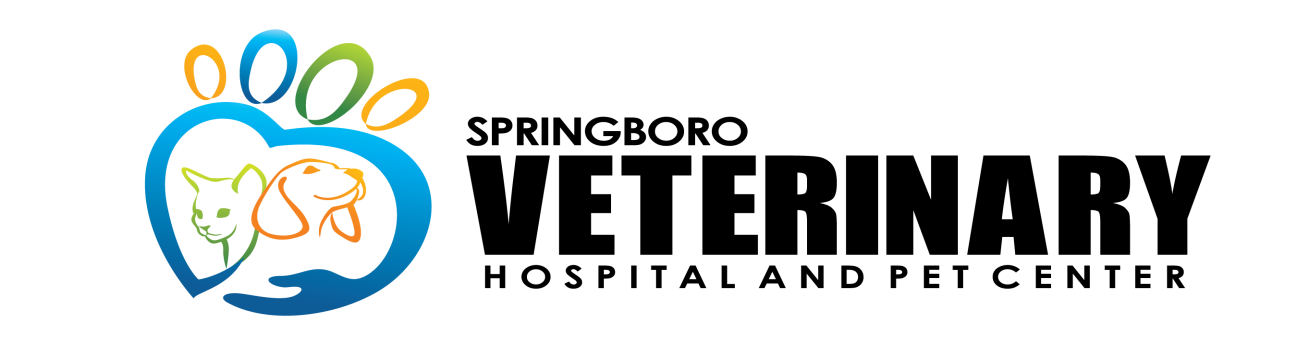 SPRINGBORO
VETERINARY
HOSPITAL AND PET CENTER